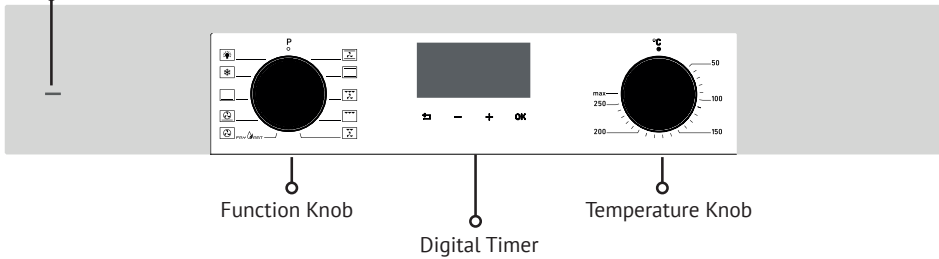 P
°C
50
max
250
100
200
150
OK
Function Knob
Temperature Knob
Digital Timer